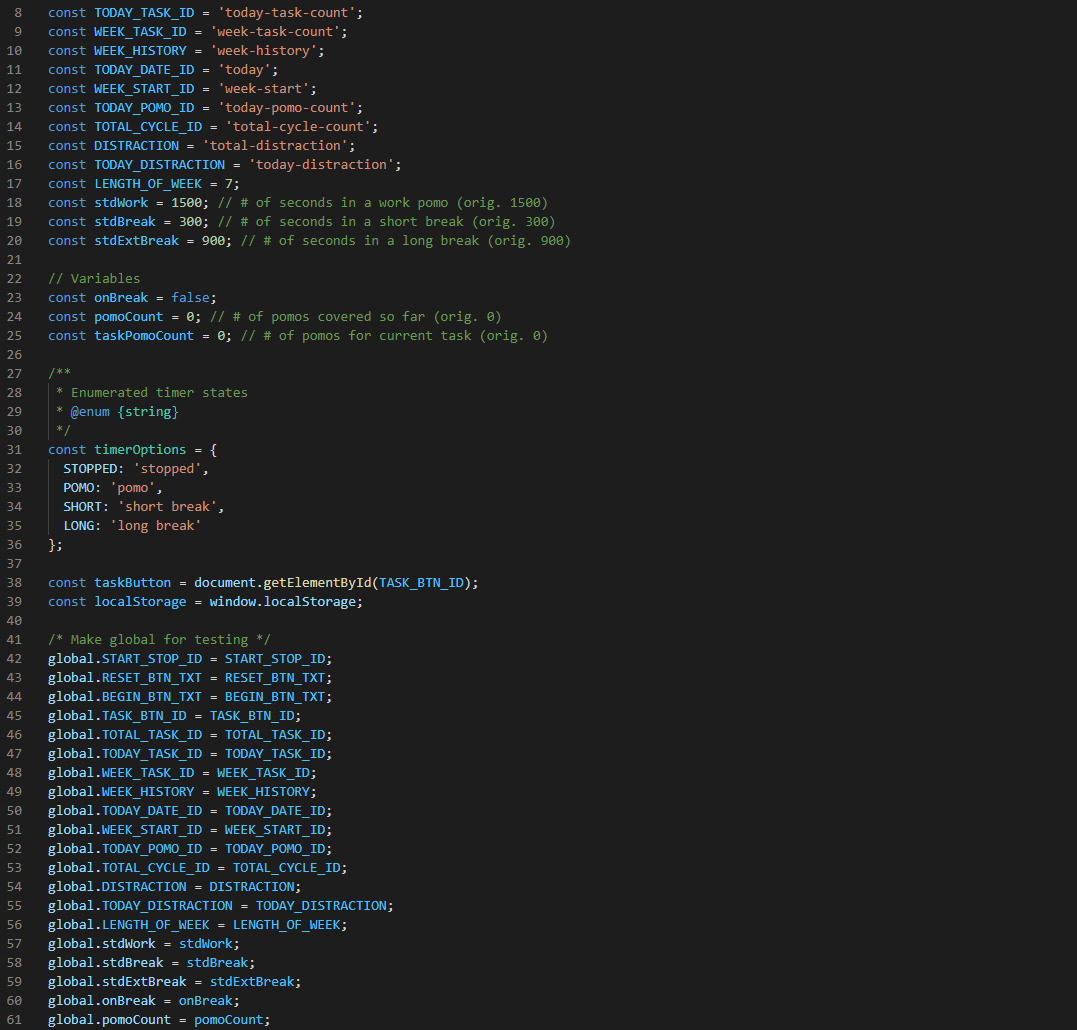 8 const TODAY_TASK_ID = 'today-task-count';
9 const WEEK_TASK_ID = 'week-task-count';
10 const WEEK_HISTORY = 'week-history';
11 const TODAY_DATE_ID = 'today';
12 const WEEK_START_ID = 'week-start';
13 const TODAY_POMO_ID = 'today-pomo-count';
14 const TOTAL_CYCLE_ID = 'total-cycle-count';
15 const DISTRACTION = 'total-distraction';
16 const TODAY_DISTRACTION = 'today-distraction';
17 const LENGTH_OF_WEEK = 7;
18 const stdWork = 1500; // # of seconds in a work pomo (orig. 1500)
19 const stdBreak = 300; // # of seconds in a short break (orig. 300)
20 const stdExtBreak = 900; // # of seconds in a long break (orig. 900)
21
22 // Variables
23 const onBreak = false;
24 const pomoCount = 0; // # of pomos covered so far (orig. 0)
25 const taskPomoCount = 0; // # of pomos for current task (orig. 0)
26
27 /**
28  * Enumerated timer states
29  * @enum {string}
30  */
31 const timerOptions = {
32   STOPPED: 'stopped',
33   POMO: 'pomo',
34   SHORT: 'short break',
35   LONG: 'long break'
36 };
37
38 const taskButton = document.getElementById(TASK_BTN_ID);
39 const localStorage = window.localStorage;
40
41 /* Make global for testing */
42 global.START_STOP_ID = START_STOP_ID;
43 global.RESET_BTN_TXT = RESET_BTN_TXT;
44 global.BEGIN_BTN_TXT = BEGIN_BTN_TXT;
45 global.TASK_BTN_ID = TASK_BTN_ID;
46 global.TOTAL_TASK_ID = TOTAL_TASK_ID;
47 global.TODAY_TASK_ID = TODAY_TASK_ID;
48 global.WEEK_TASK_ID = WEEK_TASK_ID;
49 global.WEEK_HISTORY = WEEK_HISTORY;
50 global.TODAY_DATE_ID = TODAY_DATE_ID;
51 global.WEEK_START_ID = WEEK_START_ID;
52 global.TODAY_POMO_ID = TODAY_POMO_ID;
53 global.TOTAL_CYCLE_ID = TOTAL_CYCLE_ID;
54 global.DISTRACTION = DISTRACTION;
55 global.TODAY_DISTRACTION = TODAY_DISTRACTION;
56 global.LENGTH_OF_WEEK = LENGTH_OF_WEEK;
57 global.stdWork = stdWork;
58 global.stdBreak = stdBreak;
59 global.stdExtBreak = stdExtBreak;
60 global.onBreak = onBreak;
61 global.pomoCount = pomoCount;